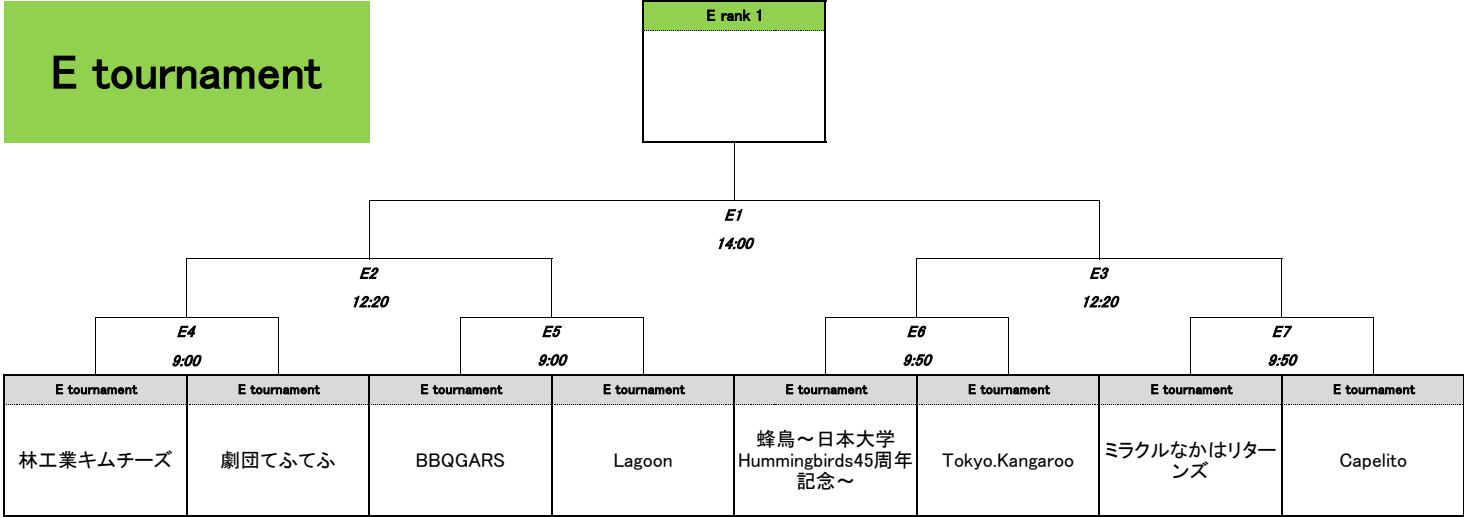 E tournament
E rank 1
E1
14:00
E2
12:20
E3
12:20
E4
9:00
E5
9:00
E6
9:50
E7
9:50
E tournament
E tournament
E tournament
E tournament
E tournament
E tournament
E tournament
E tournament
林工業キムチーズ
劇団てふてふ
BBQGARS
Lagoon
蜂鳥～日本大学
Hummingbirds45周年
記念～
Tokyo.Kangaroo
ミラクルなかはリター
ンズ
Capelito